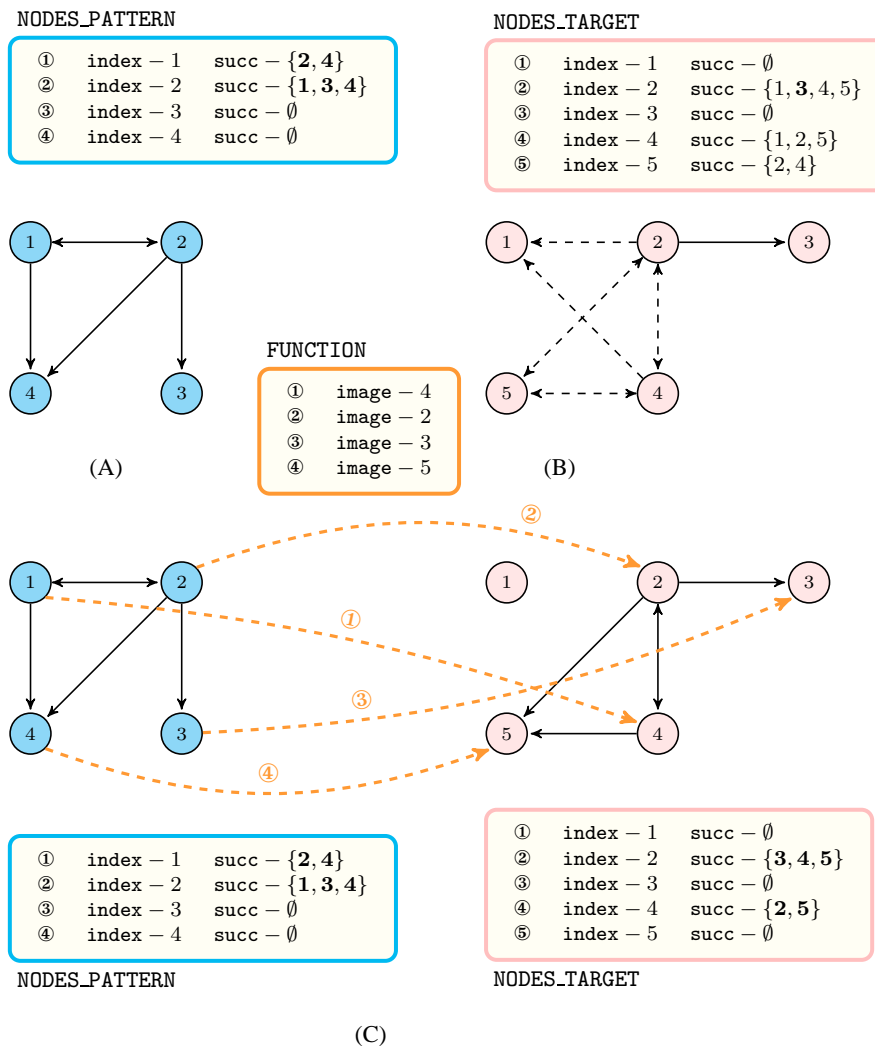 NODES_PATTERN
① index − 1 succ − {2, 4}
② index − 2 succ − {1, 3, 4}
③ index − 3 succ − ∅
④ index − 4 succ − ∅
NODES_TARGET
① index − 1 succ − ∅
② index − 2 succ − {1, 3, 4, 5}
③ index − 3 succ − ∅
④ index − 4 succ − {1, 2, 5}
⑤ index − 5 succ − {2, 4}
1 2
4 3
(A)
1 2 3
5 4
(B)
FUNCTION
① image − 4
② image − 2
③ image − 3
④ image − 5
②
1 2 1 2 3
①
③
4 3 5 4
④
① index − 1 succ − {2, 4}
② index − 2 succ − {1, 3, 4}
③ index − 3 succ − ∅
④ index − 4 succ − ∅
NODES_PATTERN
① index − 1 succ − ∅
② index − 2 succ − {3, 4, 5}
③ index − 3 succ − ∅
④ index − 4 succ − {2, 5}
⑤ index − 5 succ − ∅
NODES_TARGET
(C)